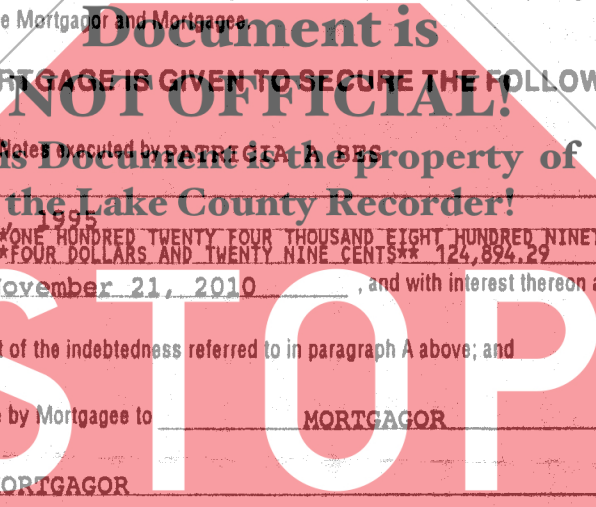 e Mortgagor and Mortgagee.
Document is
RTGAGE IS GIVEN TO SECURE THE FOLLOW
NOT OFFICIAL!
Notes executed by PATRICIA A BES
is Document is the property of
the Lake County Recorder!
, 1995
*ONE HUNDRED TWENTY FOUR THOUSAND EIGHT HUNDRED NINET
*FOUR DOLLARS AND TWENTY NINE CENTS** 124,894.29
ovember 21, 2010 , and with interest thereon a
STOP
t of the indebtedness referred to in paragraph A above; and
e by Mortgagee to MORTGAGOR
ORTGAGOR